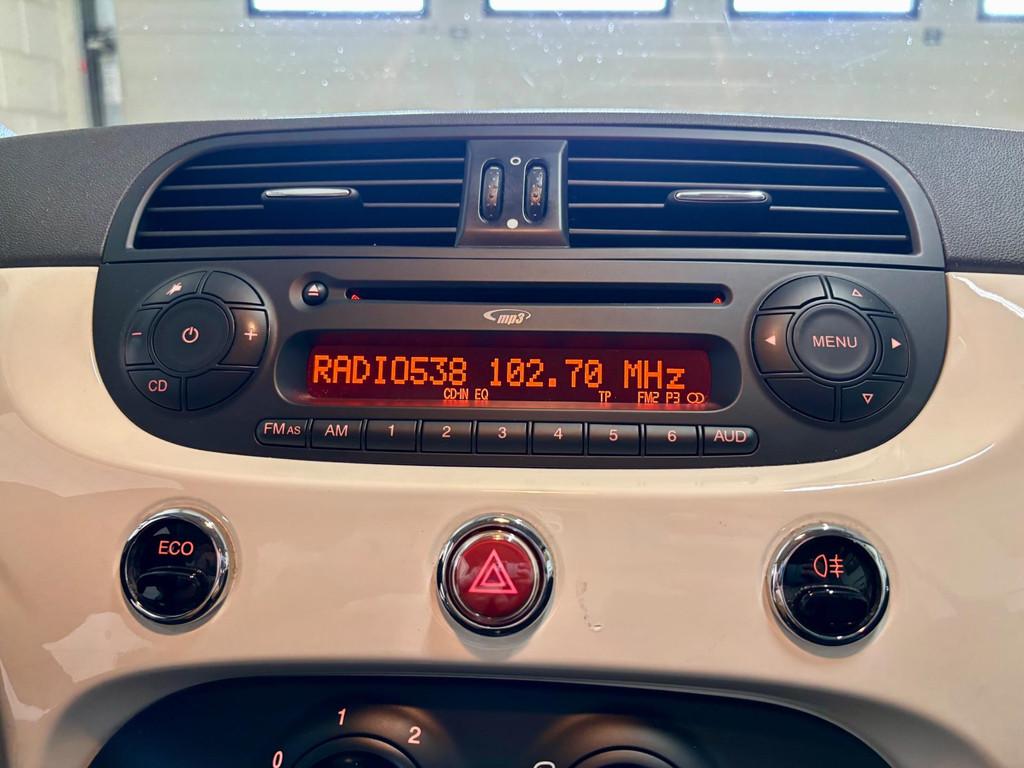 mp3
RADIO538 102.70 MHz
CD-IN EQ TP FM2 P3
MENU
CD
FM AS AM 1 2 3 4 5 6 AUD
ECO
0 1 2